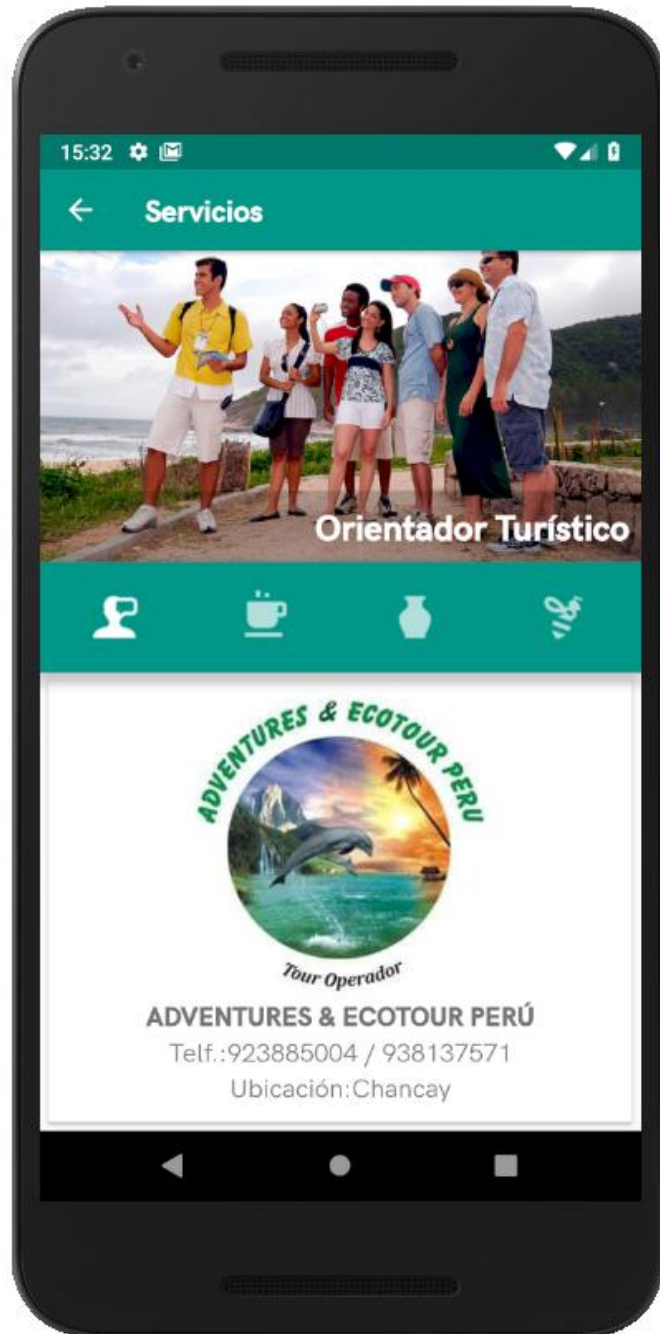 15:32
Servicios
Orientador Turístico
ADVENTURES & ECOTOUR PERU
Tour Operador
ADVENTURES & ECOTOUR PERÚ
Telf.:923885004 / 938137571
Ubicación:Chancay